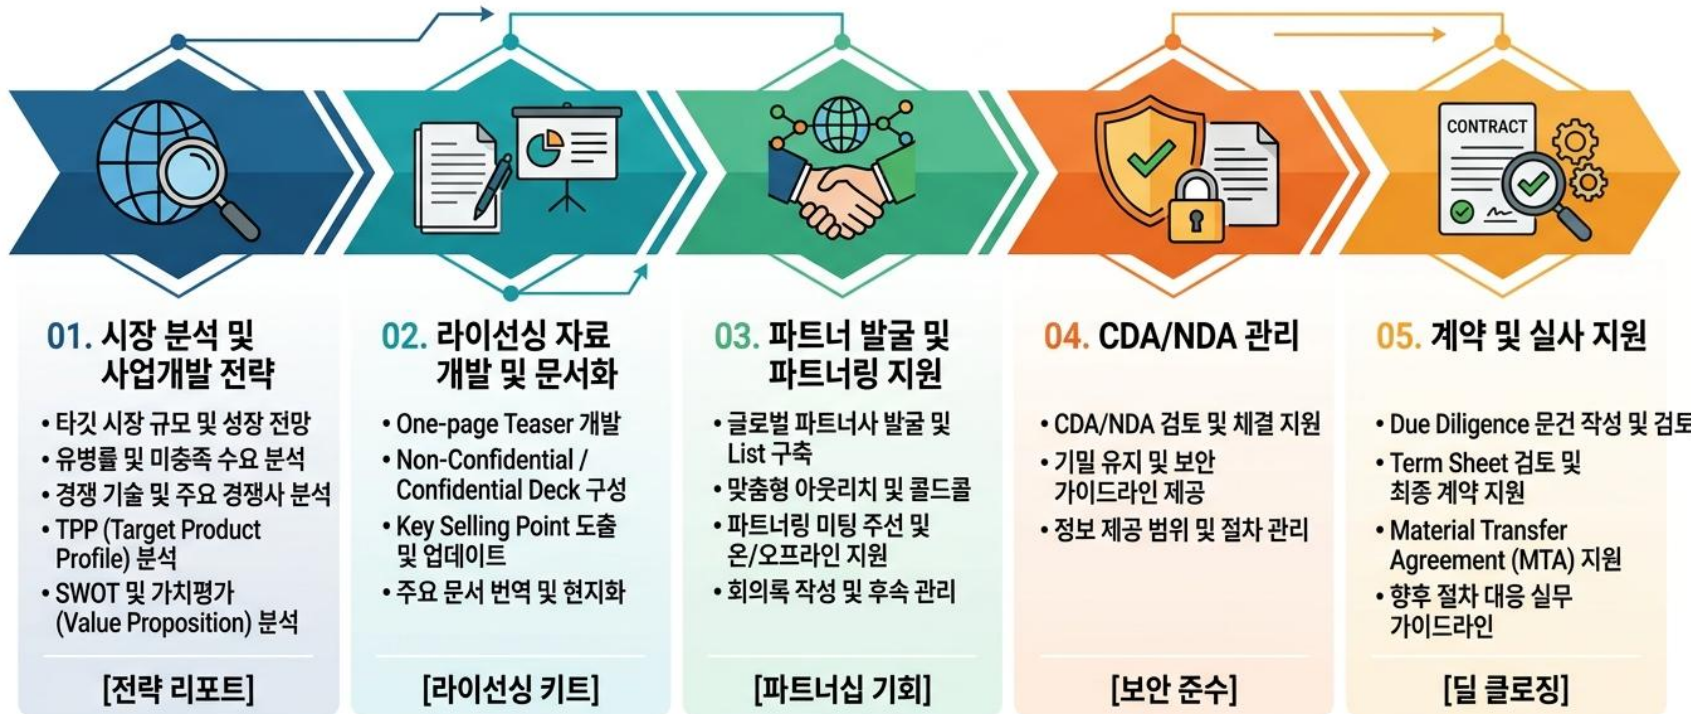 CONTRACT
01. 시장 분석 및
사업개발 전략
• 타깃 시장 규모 및 성장 전망
• 유병률 및 미충족 수요 분석
• 경쟁 기술 및 주요 경쟁사 분석
• TPP (Target Product
Profile) 분석
• SWOT 및 가치평가
(Value Proposition) 분석
[전략 리포트]
02. 라이선싱 자료
개발 및 문서화
• One-page Teaser 개발
• Non-Confidential /
Confidential Deck 구성
• Key Selling Point 도출
및 업데이트
• 주요 문서 번역 및 현지화
[라이선싱 키트]
03. 파트너 발굴 및
파트너링 지원
• 글로벌 파트너사 발굴 및
List 구축
• 맞춤형 아웃리치 및 콜드콜
• 파트너링 미팅 주선 및
온/오프라인 지원
• 회의록 작성 및 후속 관리
[파트너십 기회]
04. CDA/NDA 관리
• CDA/NDA 검토 및 체결 지원
• 기밀 유지 및 보안
가이드라인 제공
• 정보 제공 범위 및 절차 관리
[보안 준수]
05. 계약 및 실사 지원
• Due Diligence 문건 작성 및 검토
• Term Sheet 검토 및
최종 계약 지원
• Material Transfer
Agreement (MTA) 지원
• 향후 절차 대응 실무
가이드라인
[딜 클로징]